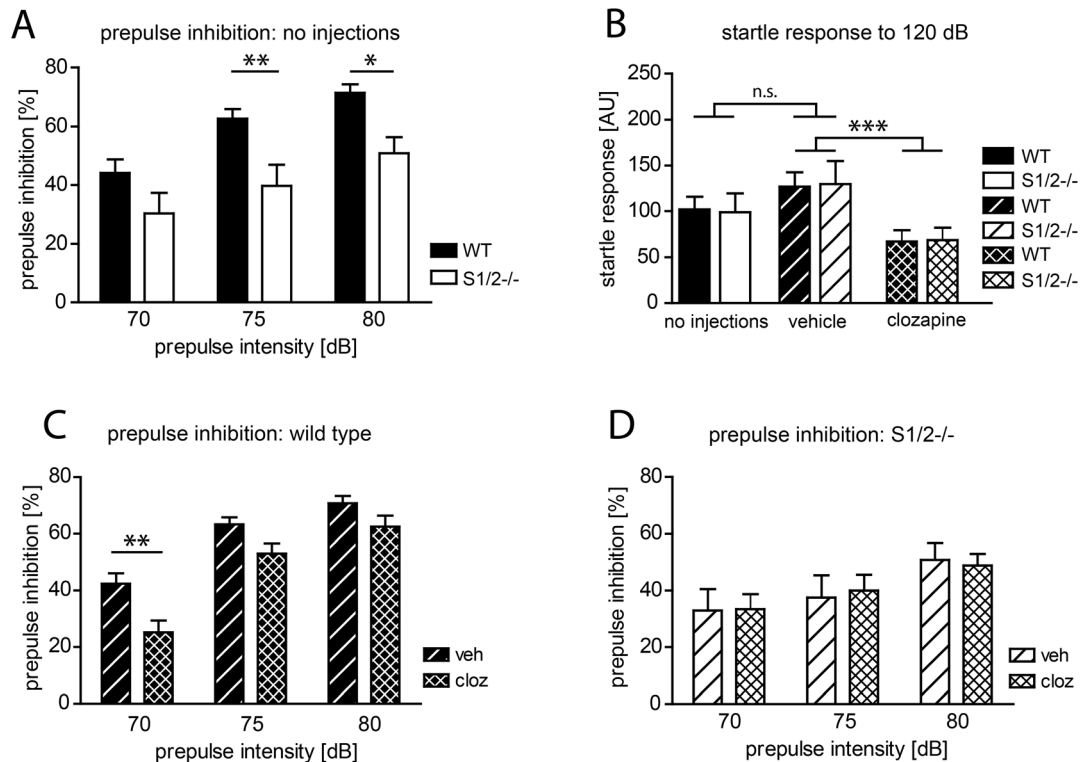 A
prepulse inhibition: no injections
prepulse inhibition [%]
80
60
40
20
0
**
*
WT
S1/2-/-
70 75 80
prepulse intensity [dB]
B
startle response to 120 dB
startle response [AU]
250
200
150
100
50
0
n.s.
***
WT
S1/2-/-
WT
S1/2-/-
WT
S1/2-/-
no injections vehicle clozapine
C
prepulse inhibition: wild type
prepulse inhibition [%]
80
60
40
20
0
**
veh
cloz
70 75 80
prepulse intensity [dB]
D
prepulse inhibition: S1/2-/-
prepulse inhibition [%]
80
60
40
20
0
veh
cloz
70 75 80
prepulse intensity [dB]